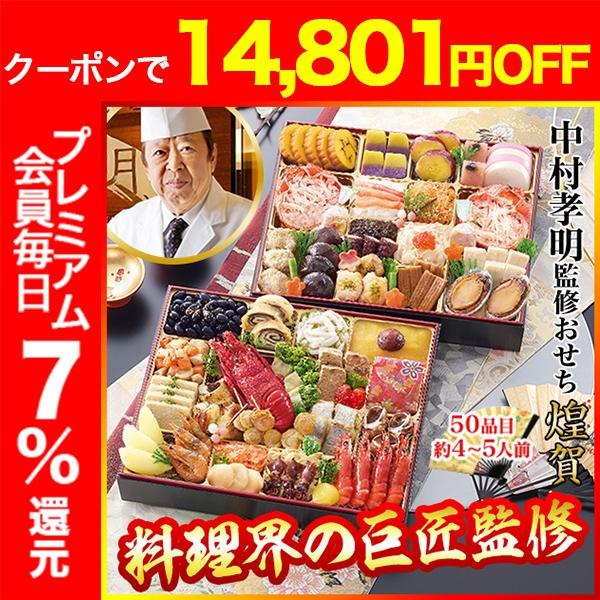 クーポンで14,801円OFF
プレミアム
会員毎日
7%還元
月
中村孝明監修おせち
煌賀
50品目
約4~5人前
料理界の巨匠監修